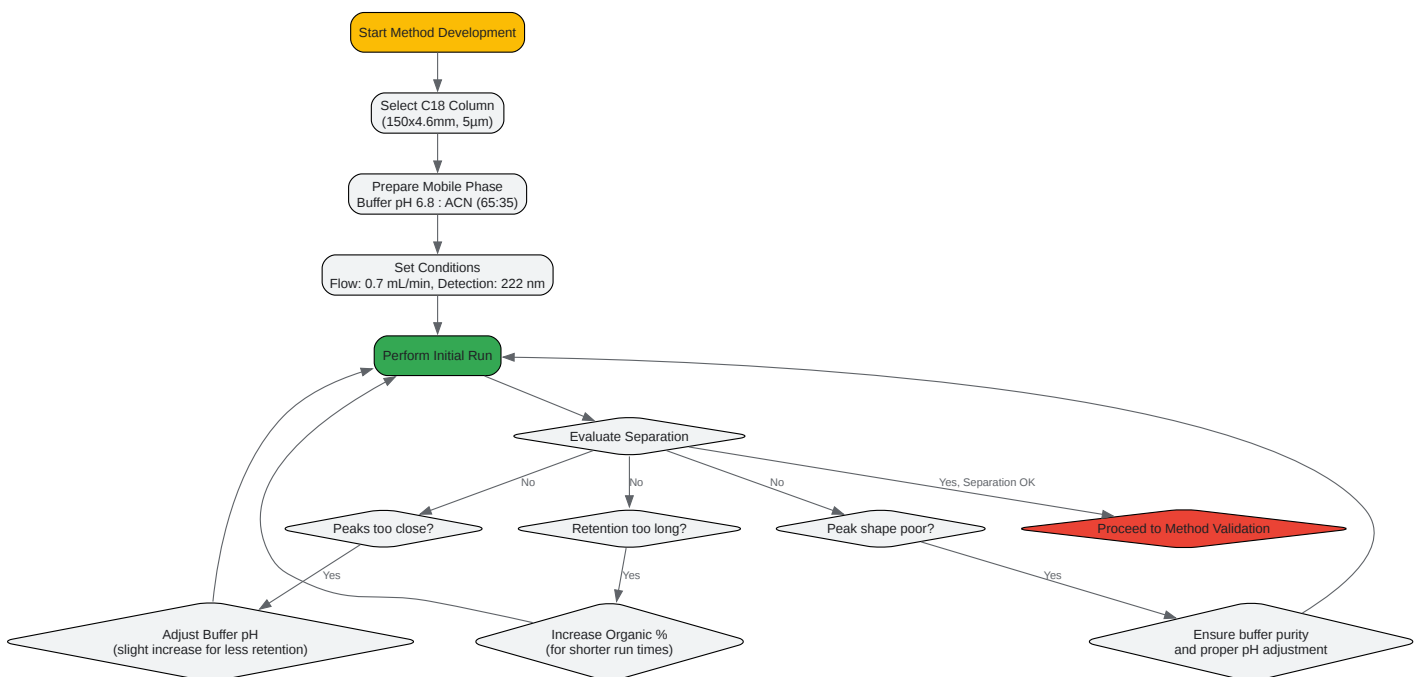 Start Method Development
Select C18 Column
(150x4.6mm, 5µm)
Prepare Mobile Phase
Buffer pH 6.8 : ACN (65:35)
Set Conditions
Flow: 0.7 mL/min, Detection: 222 nm
Perform Initial Run
Evaluate Separation
No
No
No
Yes, Separation OK
Peaks too close?
Retention too long?
Peak shape poor?
Proceed to Method Validation
Yes
Yes
Yes
Adjust Buffer pH
(slight increase for less retention)
Increase Organic %
(for shorter run times)
Ensure buffer purity
and proper pH adjustment